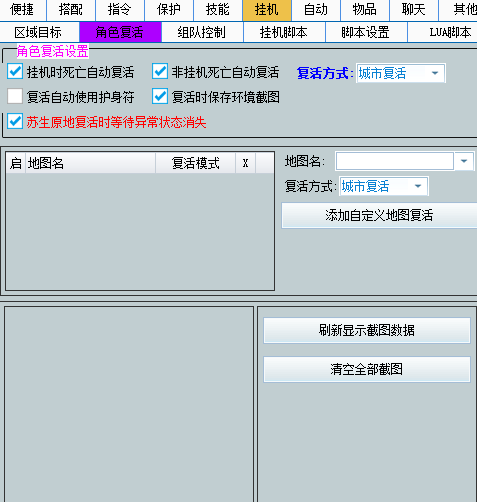 便捷 搭配 指令 保护 技能 挂机 自动 物品 聊天 其他
区域目标 角色复活 组队控制 挂机脚本 脚本设置 LUA脚本
角色复活设置
挂机时死亡自动复活 非挂机死亡自动复活 复活方式: 城市复活
复活自动使用护身符 复活时保存环境截图
苏生原地复活时等待异常状态消失
启 地图名 复活模式 X
地图名:
复活方式: 城市复活
添加自定义地图复活
刷新显示截图数据
清空全部截图